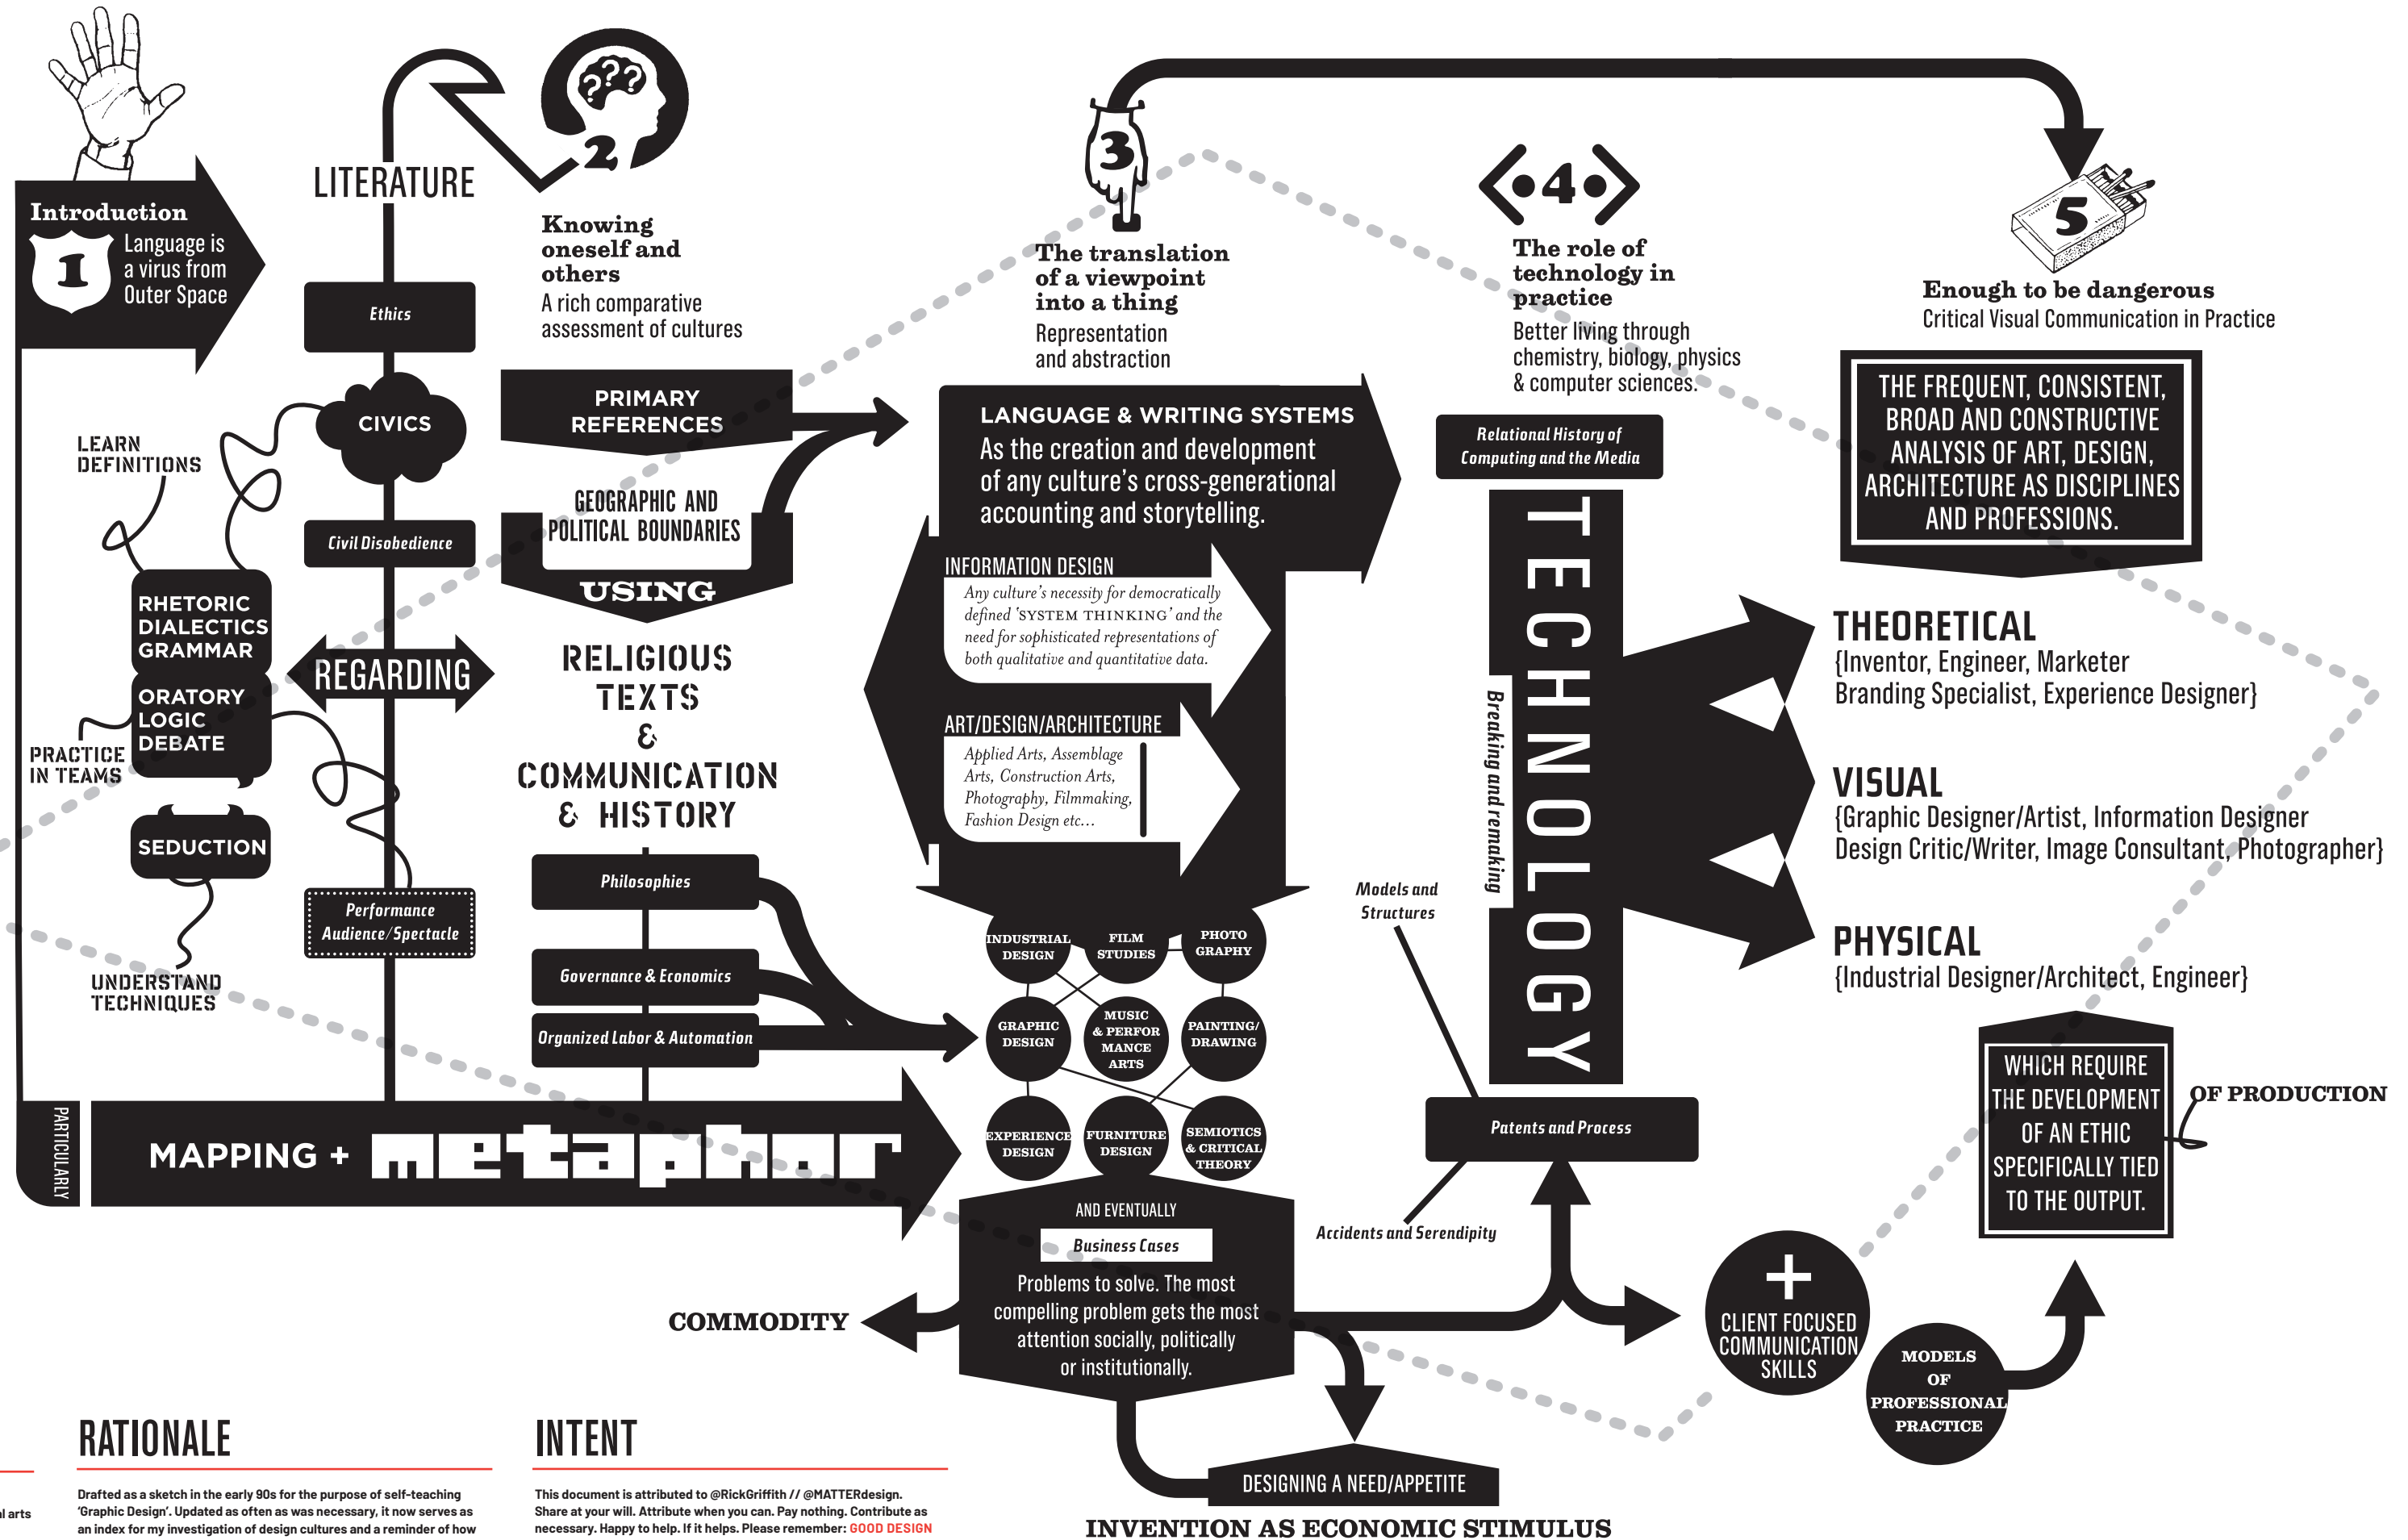 Introduction
1
Language is
a virus from
Outer Space
LITERATURE
Ethics
CIVICS
Civil Disobedience
LEARN
DEFINITIONS
RHETORIC
DIALECTICS
GRAMMAR
ORATORY
LOGIC
DEBATE
PRACTICE
IN TEAMS
SEDUCTION
UNDERSTAND
TECHNIQUES
REGARDING
Performance
Audience/Spectacle
PARTICULARLY
MAPPING + metaphor
???
2
Knowing
oneself and
others
A rich comparative
assessment of cultures
PRIMARY
REFERENCES
GEOGRAPHIC AND
POLITICAL BOUNDARIES
USING
RELIGIOUS
TEXTS
&
COMMUNICATION
& HISTORY
Philosophies
Governance & Economics
Organized Labor & Automation
3
The translation
of a viewpoint
into a thing
Representation
and abstraction
LANGUAGE & WRITING SYSTEMS
As the creation and development
of any culture's cross-generational
accounting and storytelling.
INFORMATION DESIGN
Any culture's necessity for democratically
defined 'SYSTEM THINKING' and the
need for sophisticated representations of
both qualitative and quantitative data.
ART/DESIGN/ARCHITECTURE
Applied Arts, Assemblage
Arts, Construction Arts,
Photography, Filmmaking,
Fashion Design etc...
INDUSTRIAL
DESIGN
FILM
STUDIES
PHOTO
GRAPHY
GRAPHIC
DESIGN
MUSIC
& PERFOR
MANCE
ARTS
PAINTING/
DRAWING
EXPERIENCE
DESIGN
FURNITURE
DESIGN
SEMIOTICS
& CRITICAL
THEORY
AND EVENTUALLY
Business Cases
Problems to solve. The most
compelling problem gets the most
attention socially, politically
or institutionally.
COMMODITY
DESIGNING A NEED/APPETITE
INVENTION AS ECONOMIC STIMULUS
4
The role of
technology in
practice
Better living through
chemistry, biology, physics
& computer sciences.
Relational History of
Computing and the Media
TECHNOLOGY
Breaking and remaking
Models and
Structures
Patents and Process
Accidents and Serendipity
5
Enough to be dangerous
Critical Visual Communication in Practice
THE FREQUENT, CONSISTENT,
BROAD AND CONSTRUCTIVE
ANALYSIS OF ART, DESIGN,
ARCHITECTURE AS DISCIPLINES
AND PROFESSIONS.
THEORETICAL
{Inventor, Engineer, Marketer
Branding Specialist, Experience Designer}
VISUAL
{Graphic Designer/Artist, Information Designer
Design Critic/Writer, Image Consultant, Photographer}
PHYSICAL
{Industrial Designer/Architect, Engineer}
WHICH REQUIRE
THE DEVELOPMENT
OF AN ETHIC
SPECIFICALLY TIED
TO THE OUTPUT.
OF PRODUCTION
+
CLIENT FOCUSED
COMMUNICATION
SKILLS
MODELS
OF
PROFESSIONAL
PRACTICE
arts
RATIONALE
Drafted as a sketch in the early 90s for the purpose of self-teaching
'Graphic Design'. Updated as often as was necessary, it now serves as
an index for my investigation of design cultures and a reminder of how
INTENT
This document is attributed to @RickGriffith // @MATTERdesign.
Share at your will. Attribute when you can. Pay nothing. Contribute as
necessary. Happy to help. If it helps. Please remember: GOOD DESIGN